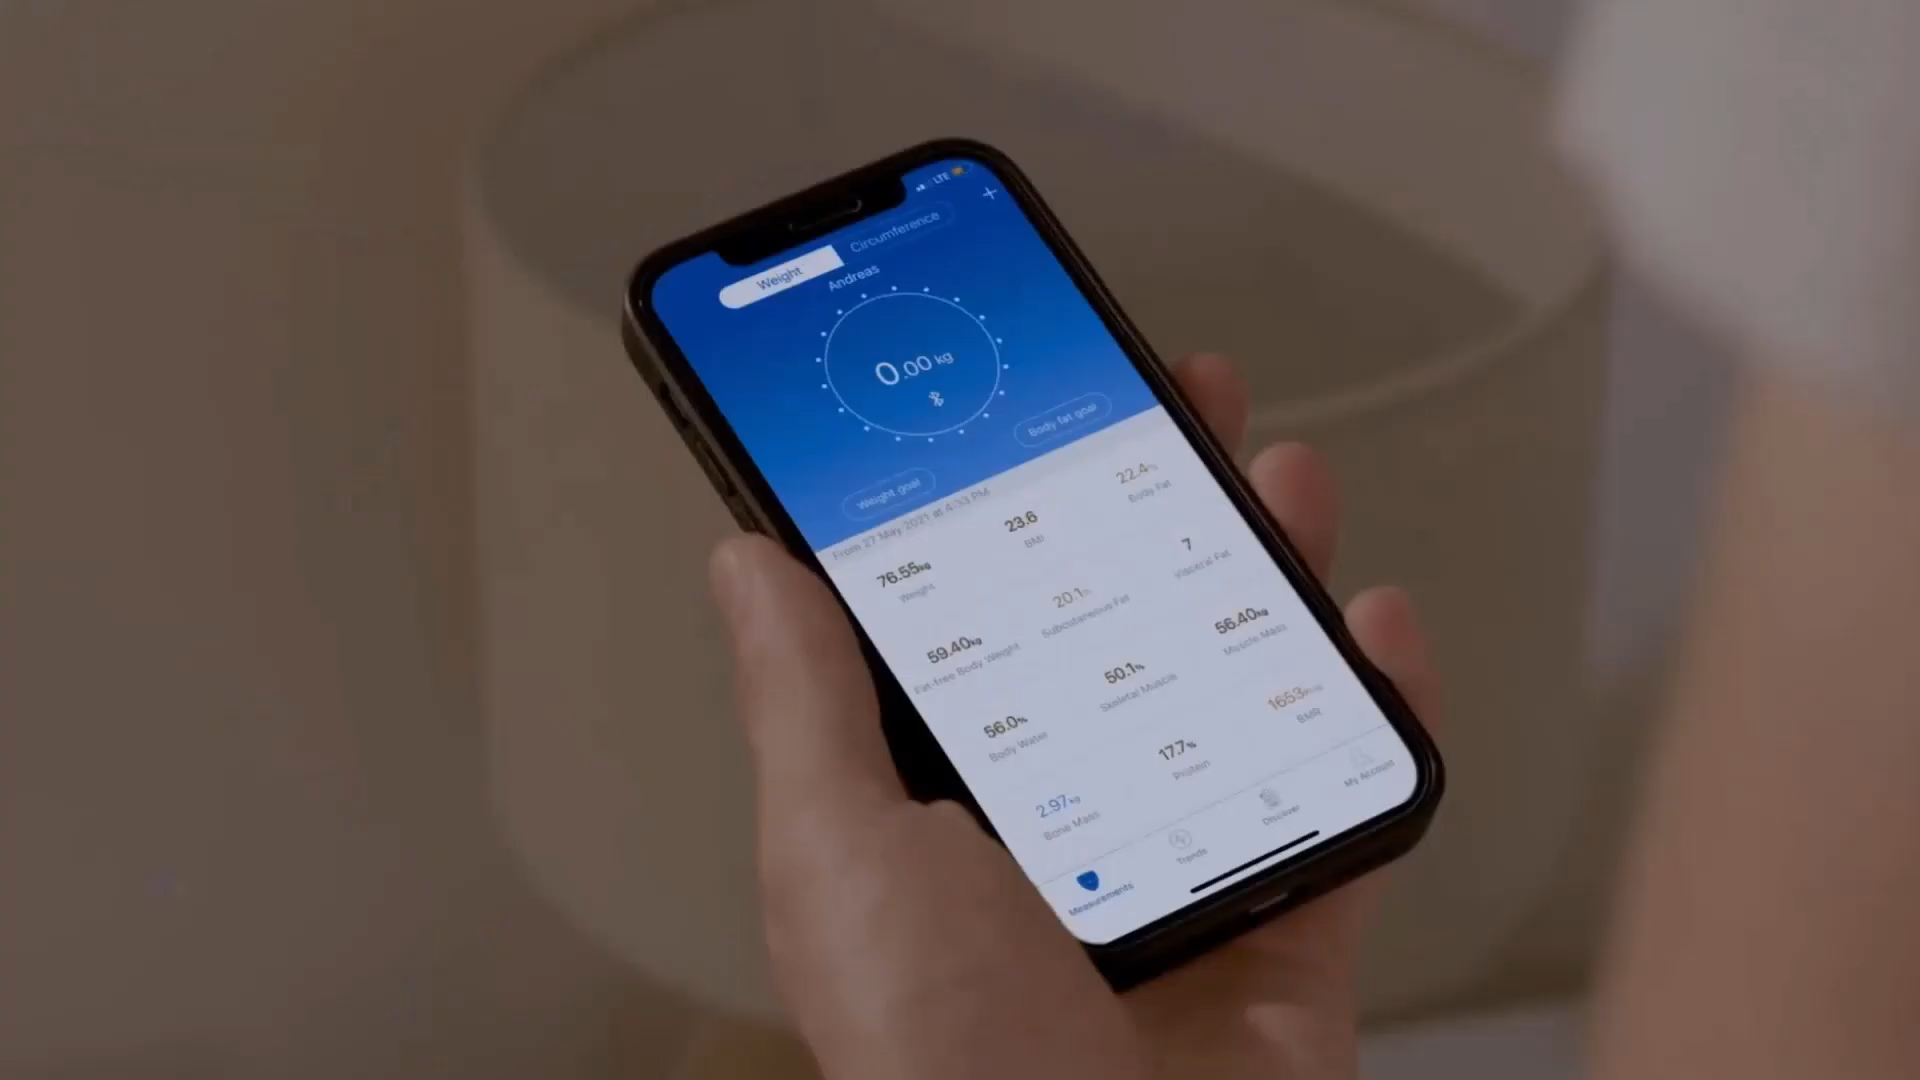 LTE
+
Weight Circumference
Andreas
0.00 kg
Weight goal Body fat goal
From 27 May 2021 at 4:33 PM
76.55kg 23.6 22.4%
Weight BMI Body Fat
59.40kg 20.1% 7
Fat-free Body Weight Subcutaneous Fat Visceral Fat
56.0% 50.1% 56.40kg
Body Water Skeletal Muscle Muscle Mass
2.97kg 17.7% 1653kcal
Bone Mass Protein BMR
Measurements Trends Discover My Account